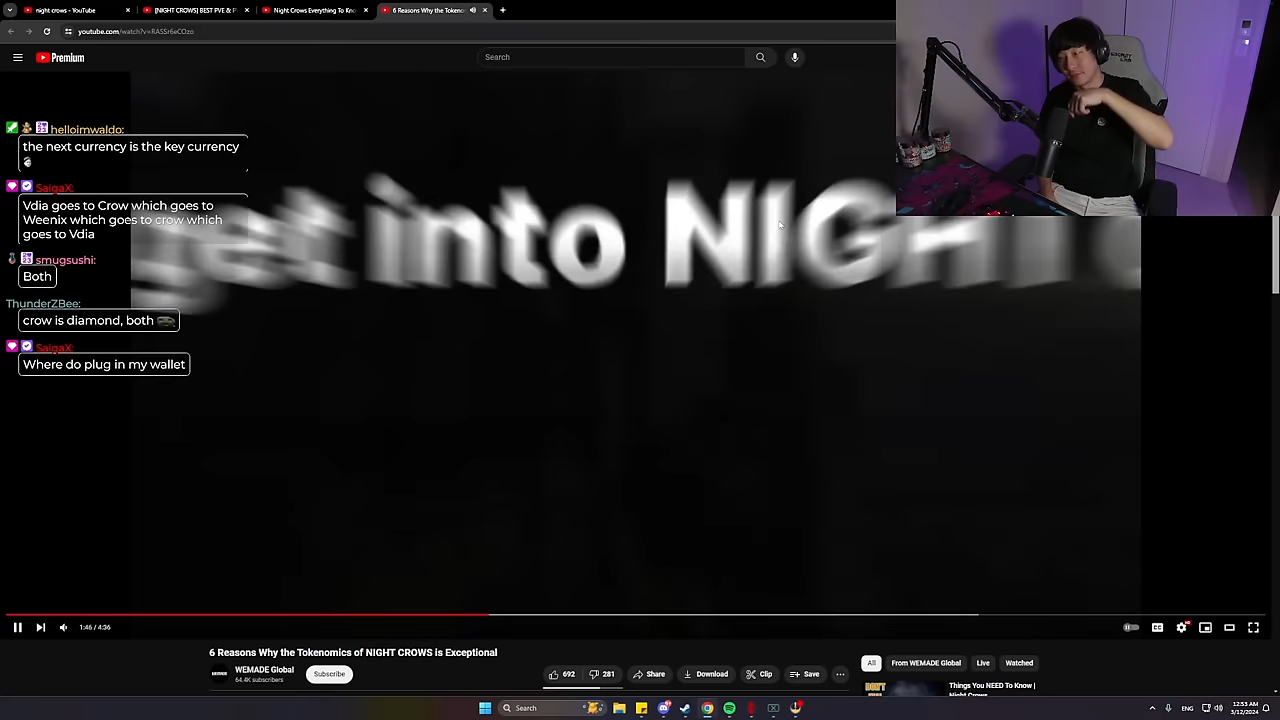 night crows - YouTube
[NIGHT CROWS] BEST PVE & P
Night Crows Everything To Kno
6 Reasons Why the Tokenom
youtube.com/watch?v=RASSr6eCOzo
Premium
Search
get into NIGHT C
helloimwaldo:
the next currency is the key currency
SaigaX:
Vdia goes to Crow which goes to
Weenix which goes to crow which
goes to Vdia
smugsushi:
Both
ThunderZBee:
crow is diamond, both
SaigaX:
Where do plug in my wallet
1:46 / 4:36
6 Reasons Why the Tokenomics of NIGHT CROWS is Exceptional
WEMADE Global
64.4K subscribers
Subscribe
692
281
Share
Download
Clip
Save
All
From WEMADE Global
Live
Watched
Things You NEED To Know |
Night Crows
Search
ENG
12:53 AM
3/12/2024